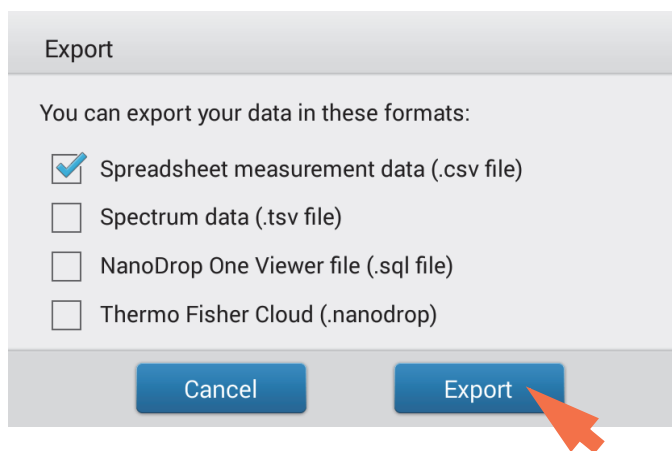 Export
You can export your data in these formats:
Spreadsheet measurement data (.csv file)
Spectrum data (.tsv file)
NanoDrop One Viewer file (.sql file)
Thermo Fisher Cloud (.nanodrop)
Cancel Export